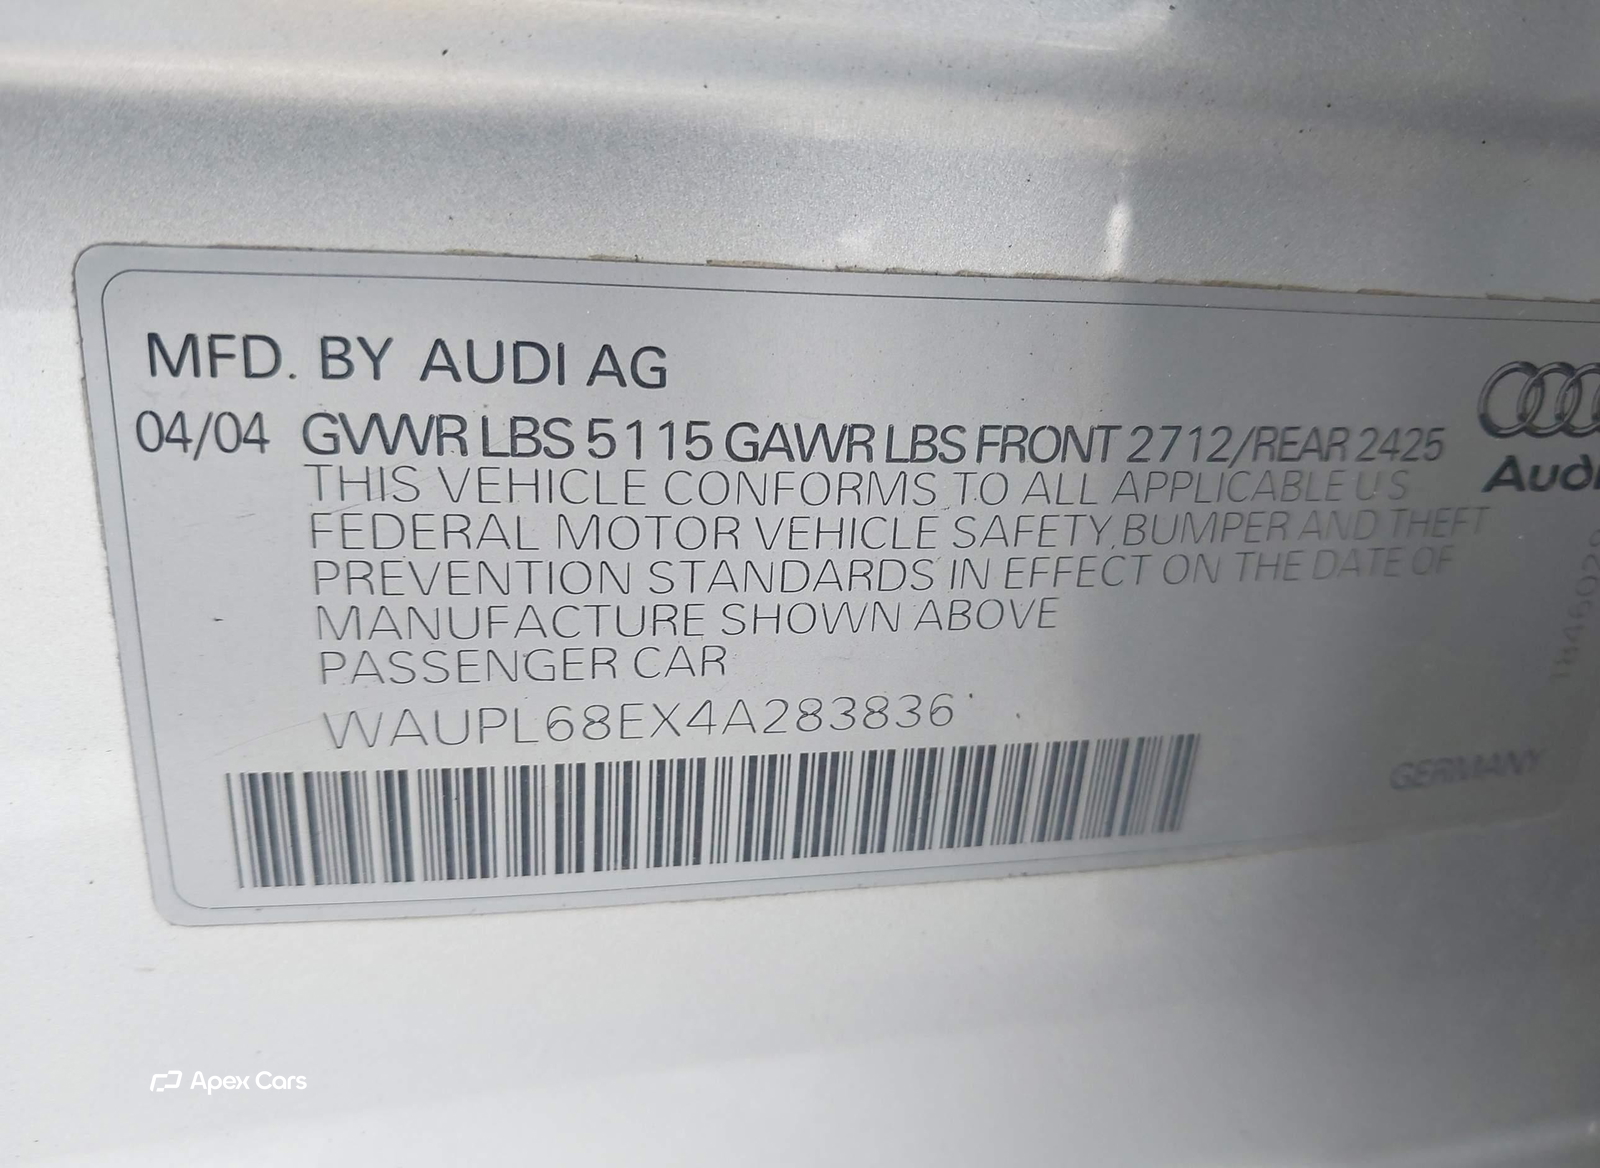 MFD. BY AUDI AG
04/04 GVWR LBS 5115 GAWR LBS FRONT 2712/REAR 2425
THIS VEHICLE CONFORMS TO ALL APPLICABLE U S
FEDERAL MOTOR VEHICLE SAFETY, BUMPER AND THEFT
PREVENTION STANDARDS IN EFFECT ON THE DATE OF
MANUFACTURE SHOWN ABOVE
PASSENGER CAR
WAUPL68EX4A283836
Audi
GERMANY
Apex Cars